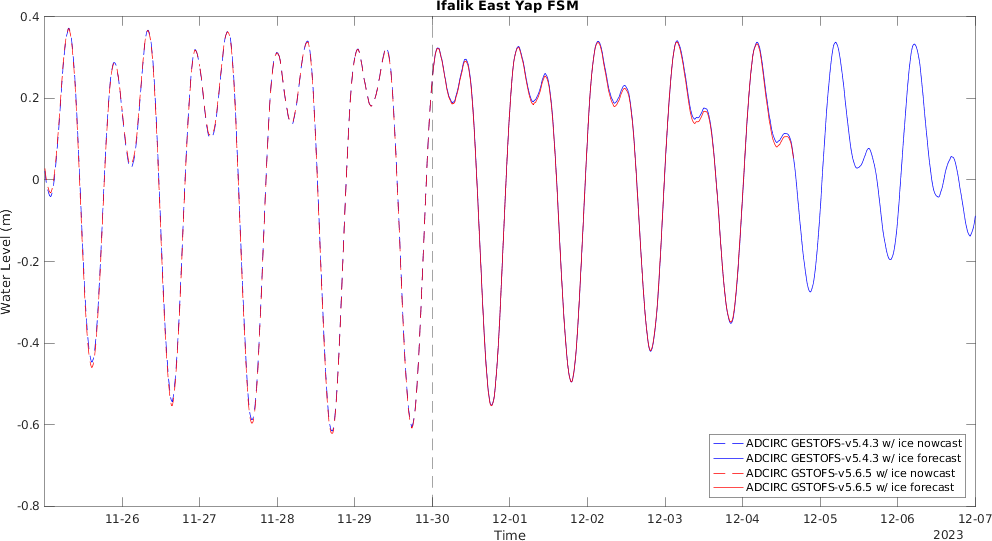 Ifalik East Yap FSM
0.4
0.2
0
-0.2
-0.4
-0.6
-0.8
Water Level (m)
ADCIRC GESTOFS-v5.4.3 w/ ice nowcast
ADCIRC GESTOFS-v5.4.3 w/ ice forecast
ADCIRC GSTOFS-v5.6.5 w/ ice nowcast
ADCIRC GSTOFS-v5.6.5 w/ ice forecast
11-26 11-27 11-28 11-29 11-30 12-01 12-02 12-03 12-04 12-05 12-06 12-07
Time
2023